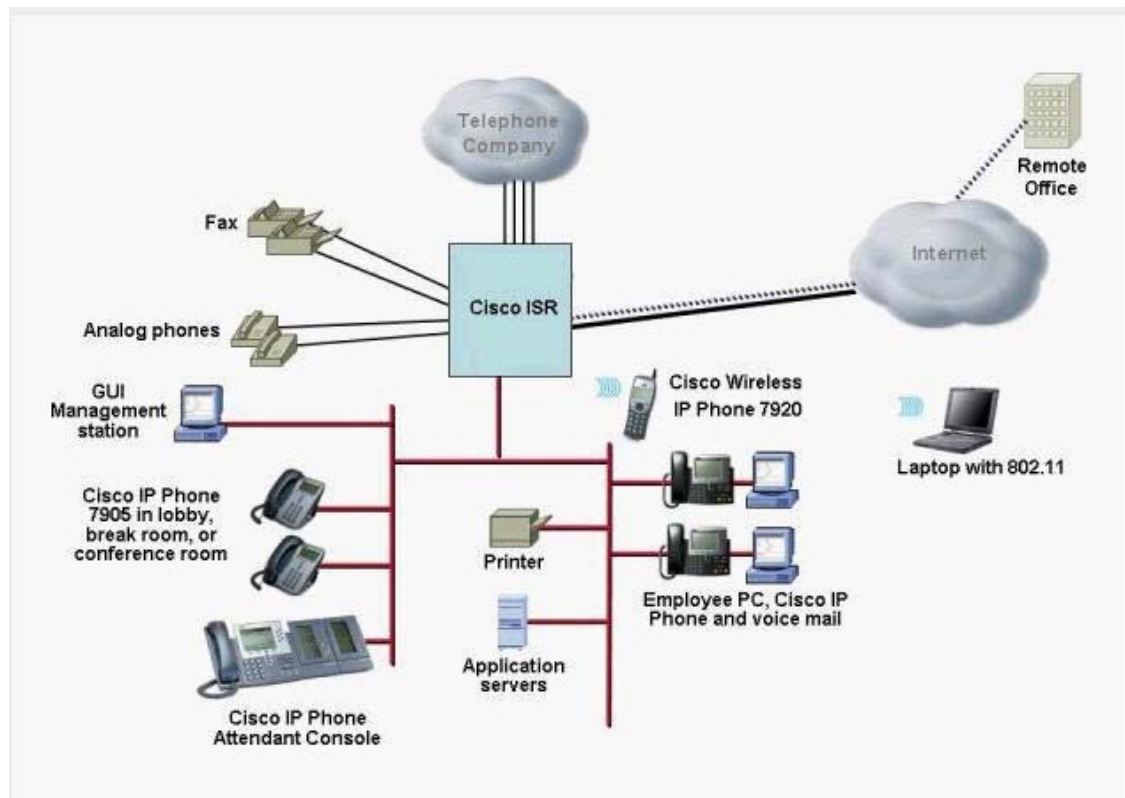 Telephone
Company
Remote
Office
Fax
Internet
Cisco ISR
Analog phones
GUI
Management
station
Cisco Wireless
IP Phone 7920
Laptop with 802.11
Cisco IP Phone
7905 in lobby,
break room, or
conference room
Printer
Employee PC, Cisco IP
Phone and voice mail
Application
servers
Cisco IP Phone
Attendant Console